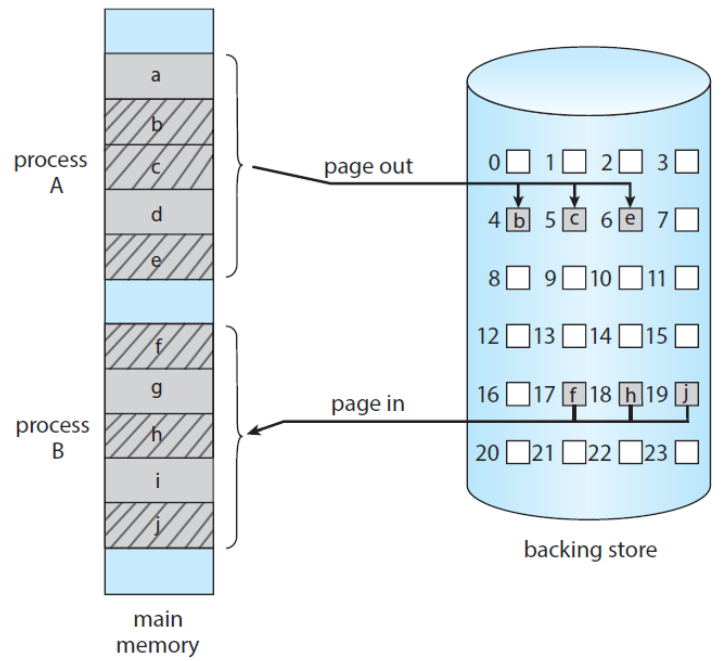 process
A
a
b
c
d
e
process
B
f
g
h
i
j
main
memory
page out
page in
0 1 2 3
4 b 5 c 6 e 7
8 9 10 11
12 13 14 15
16 17 f 18 h 19 j
20 21 22 23
backing store